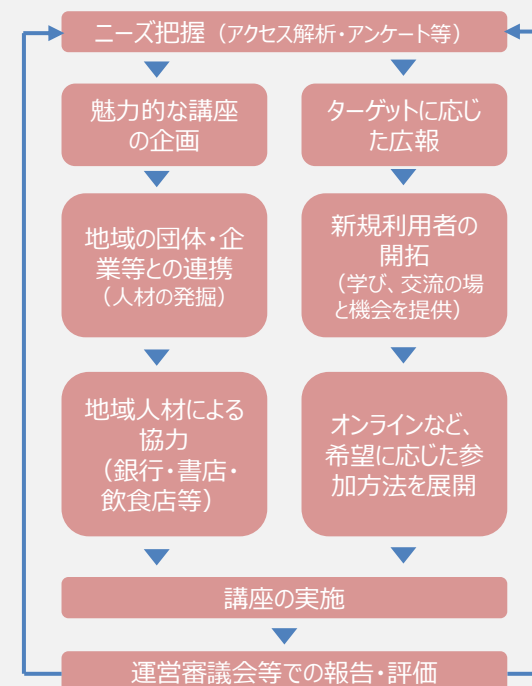 ニーズ把握（アクセス解析・アンケート等）
魅力的な講座
の企画
ターゲットに応じ
た広報
地域の団体・企
業等との連携
（人材の発掘）
新規利用者の
開拓
（学び、交流の場
と機会を提供）
地域人材による
協力
（銀行・書店・
飲食店等）
オンラインなど、
希望に応じた参
加方法を展開
講座の実施
運営審議会等での報告・評価